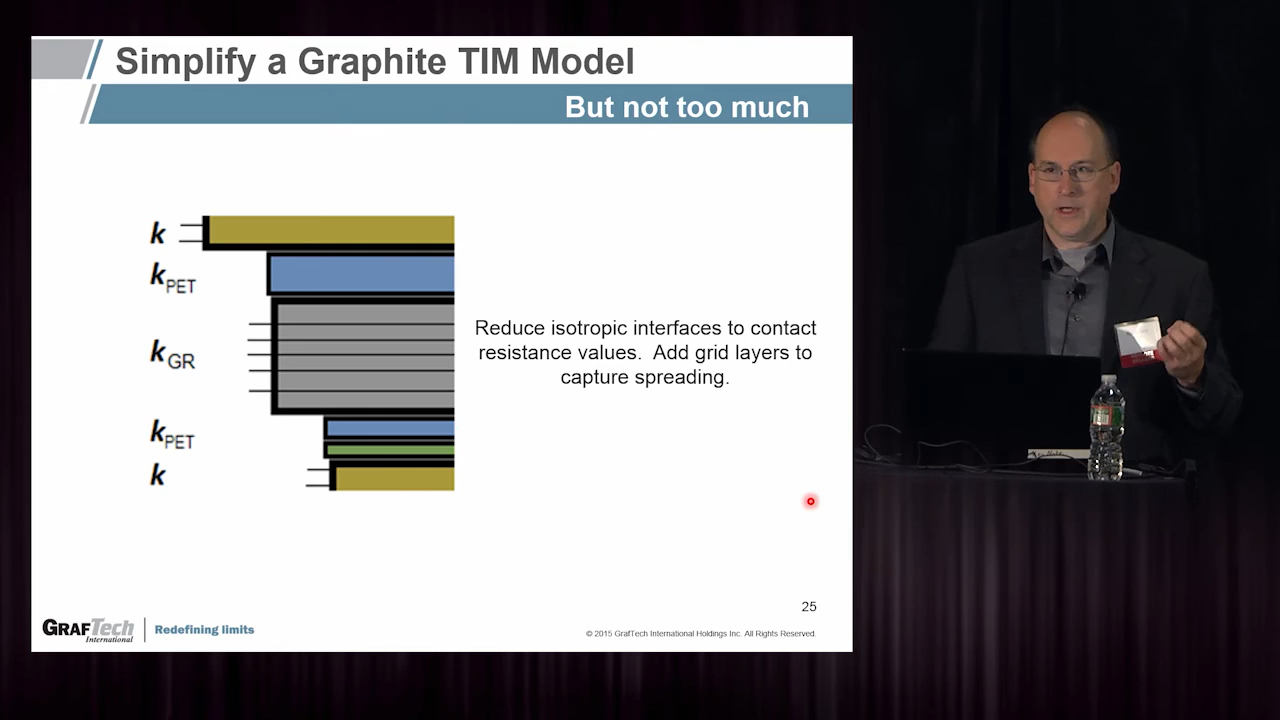 Simplify a Graphite TIM Model
But not too much
k
kPET
kGR
kPET
k
Reduce isotropic interfaces to contact
resistance values. Add grid layers to
capture spreading.
25
GRAFTech
International
Redefining limits
© 2015 GrafTech International Holdings Inc. All Rights Reserved.